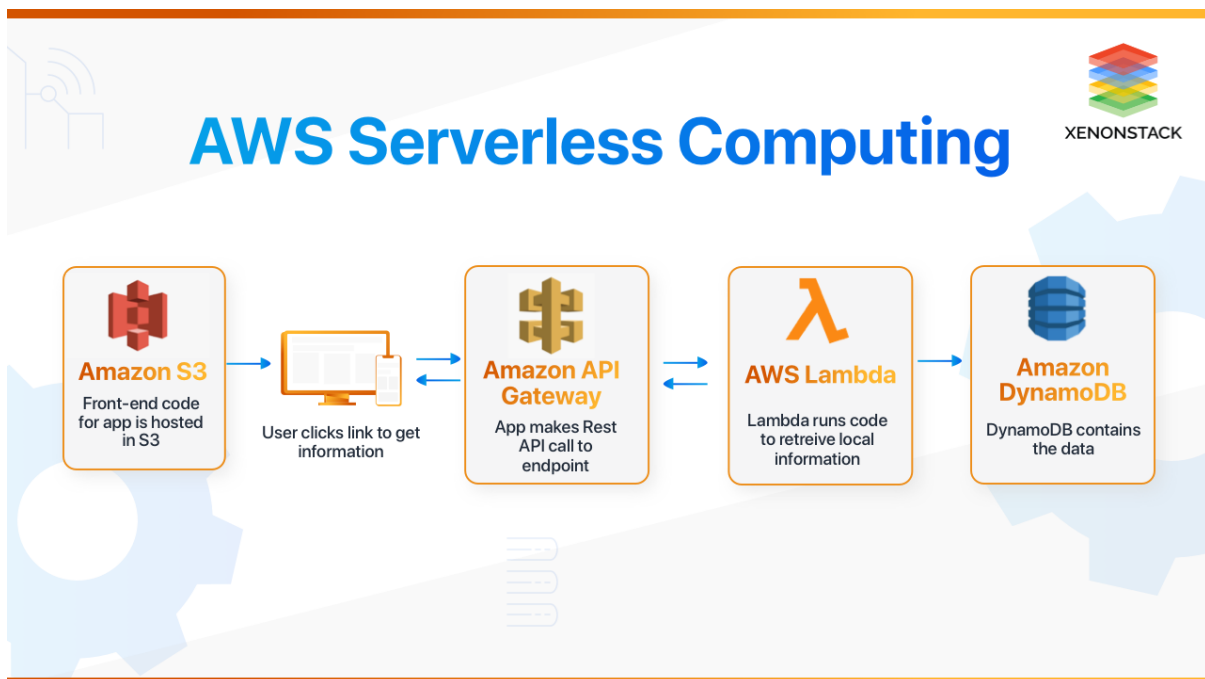 XENONSTACK
AWS Serverless Computing
Amazon S3
Front-end code
for app is hosted
in S3
User clicks link to get
information
Amazon API
Gateway
App makes Rest
API call to
endpoint
AWS Lambda
Lambda runs code
to retreive local
information
Amazon
DynamoDB
DynamoDB contains
the data